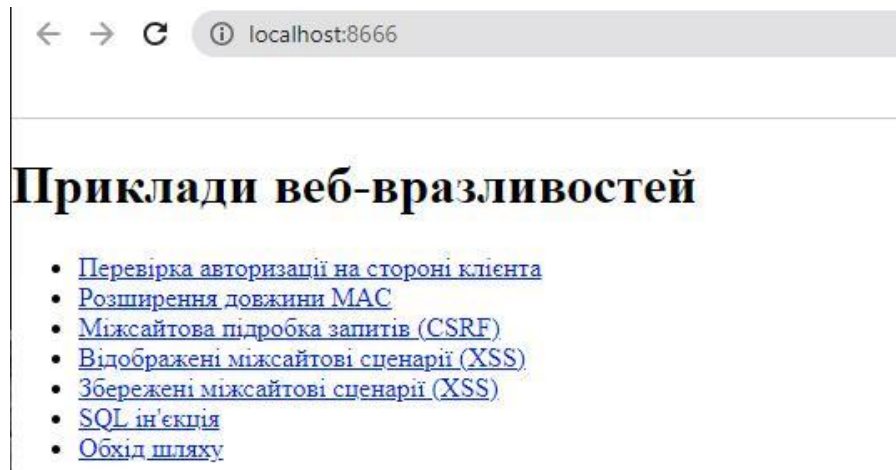 localhost:8666
Приклади веб-вразливостей
Перевірка авторизації на стороні клієнта
Розширення довжини MAC
Міжсайтова підробка запитів (CSRF)
Відображені міжсайтові сценарії (XSS)
Збережені міжсайтові сценарії (XSS)
SQL ін'єкція
Обхід шляху